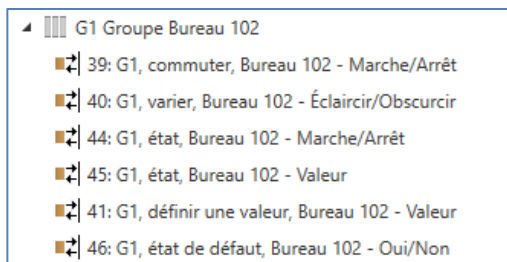 G1 Groupe Bureau 102
39: G1, commuter, Bureau 102 - Marche/Arrêt
40: G1, varier, Bureau 102 - Éclaircir/Obscurcir
44: G1, état, Bureau 102 - Marche/Arrêt
45: G1, état, Bureau 102 - Valeur
41: G1, définir une valeur, Bureau 102 - Valeur
46: G1, état de défaut, Bureau 102 - Oui/Non